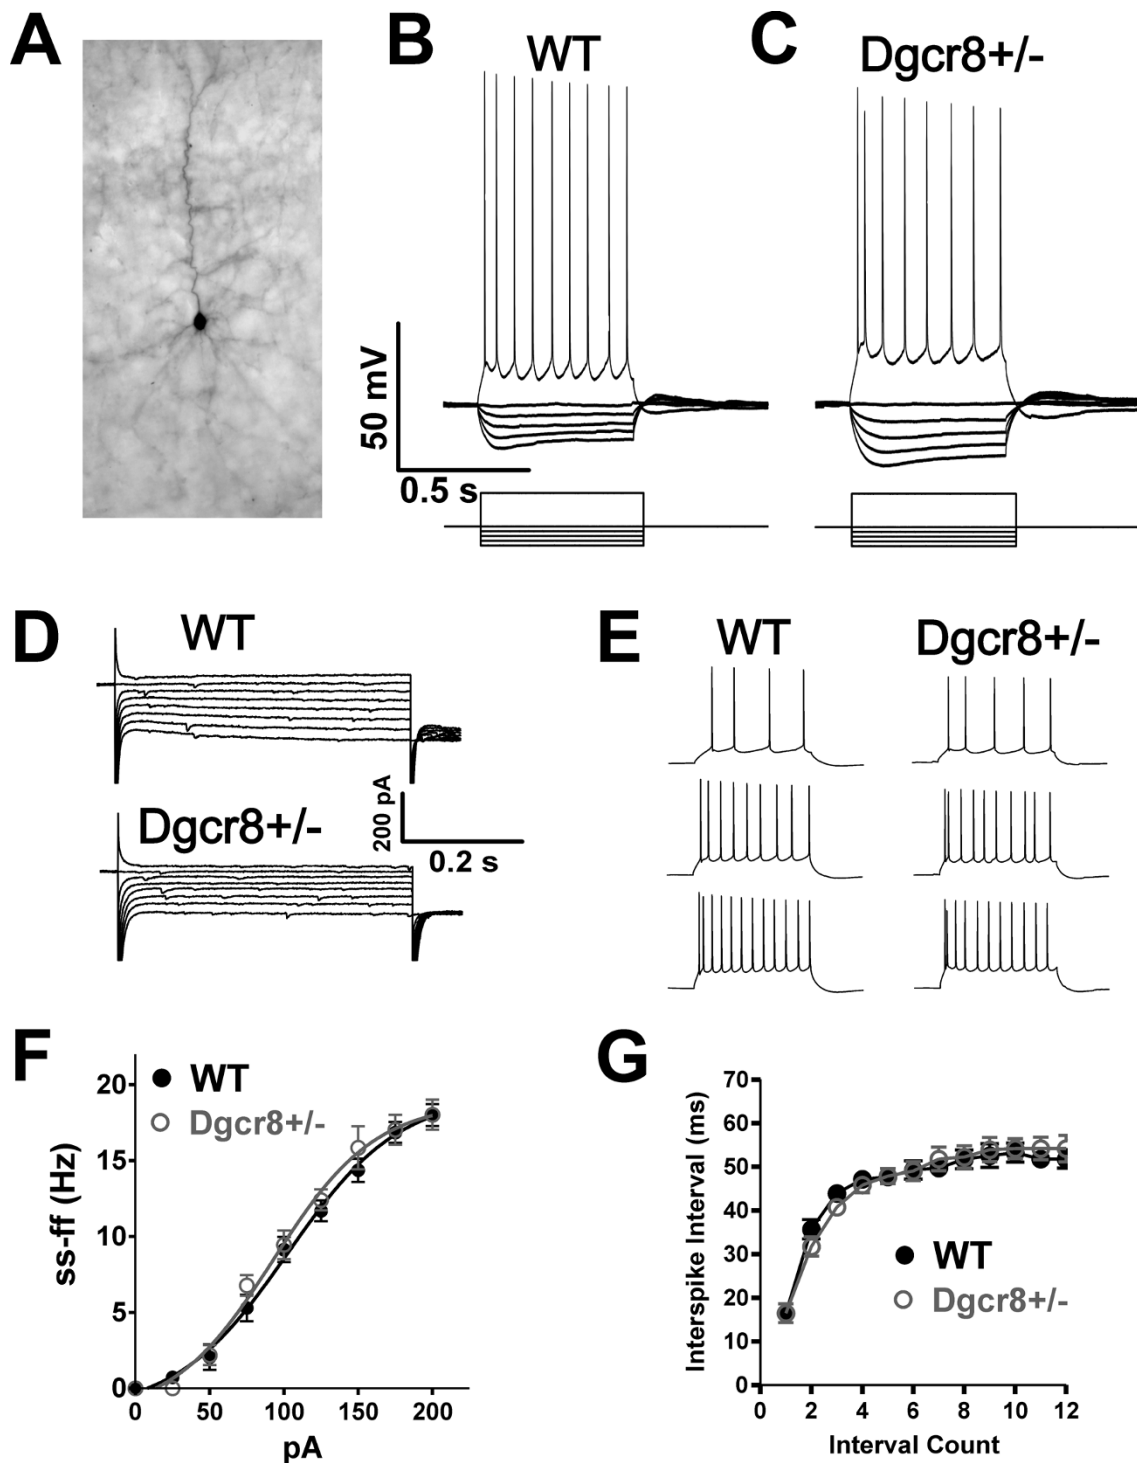 A
B
WT
C
Dgcr8+/-
50 mV
0.5 s
D
WT
200 pA
Dgcr8+/-
0.2 s
E
WT
Dgcr8+/-
F
WT
Dgcr8+/-
ss-ff (Hz)
20
15
10
5
0
0 50 100 150 200
pA
G
Interspike Interval (ms)
70
60
50
40
30
20
10
0
WT
Dgcr8+/-
0 2 4 6 8 10 12
Interval Count